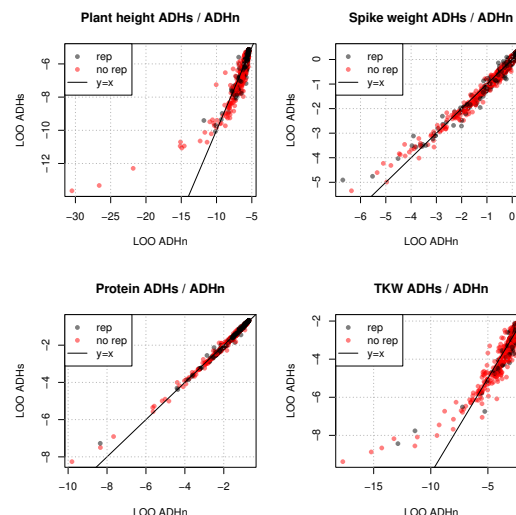 Plant height ADHs / ADHn
rep
no rep
y=x
LOO ADHs
−6
−8
−10
−12
−30
−25
−20
−15
−10
−5
LOO ADHn
Spike weight ADHs / ADHn
rep
no rep
y=x
LOO ADHs
0
−1
−2
−3
−4
−5
−6
−5
−4
−3
−2
−1
0
LOO ADHn
Protein ADHs / ADHn
rep
no rep
y=x
LOO ADHs
−2
−4
−6
−8
−10
−8
−6
−4
−2
LOO ADHn
TKW ADHs / ADHn
rep
no rep
y=x
LOO ADHs
−2
−4
−6
−8
−15
−10
−5
LOO ADHn